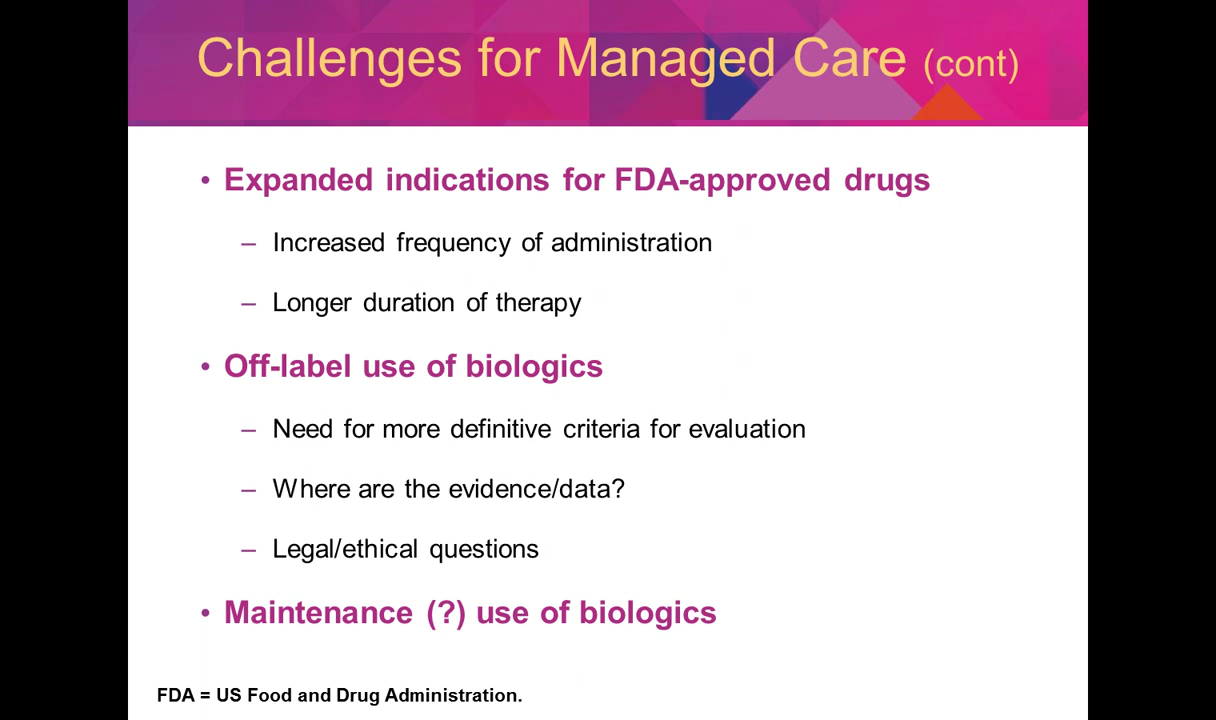 Challenges for Managed Care (cont)
• Expanded indications for FDA-approved drugs
– Increased frequency of administration
– Longer duration of therapy
• Off-label use of biologics
– Need for more definitive criteria for evaluation
– Where are the evidence/data?
– Legal/ethical questions
• Maintenance (?) use of biologics
FDA = US Food and Drug Administration.